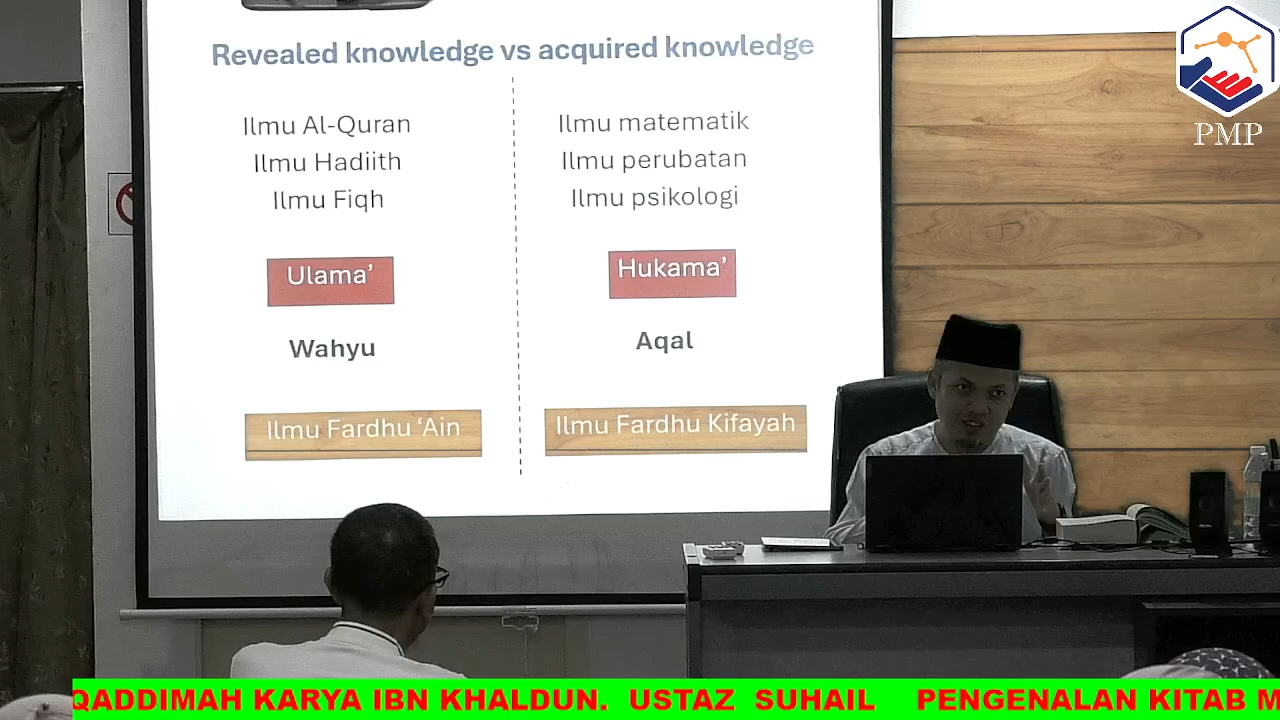 Revealed knowledge vs acquired knowledge
Ilmu Al-Quran
Ilmu Hadiith
Ilmu Fiqh
Ulama’
Wahyu
Ilmu Fardhu ‘Ain
Ilmu matematik
Ilmu perubatan
Ilmu psikologi
Hukama’
Aqal
Ilmu Fardhu Kifayah
PMP
QADDIMAH KARYA IBN KHALDUN. USTAZ SUHAIL PENGENALAN KITAB M